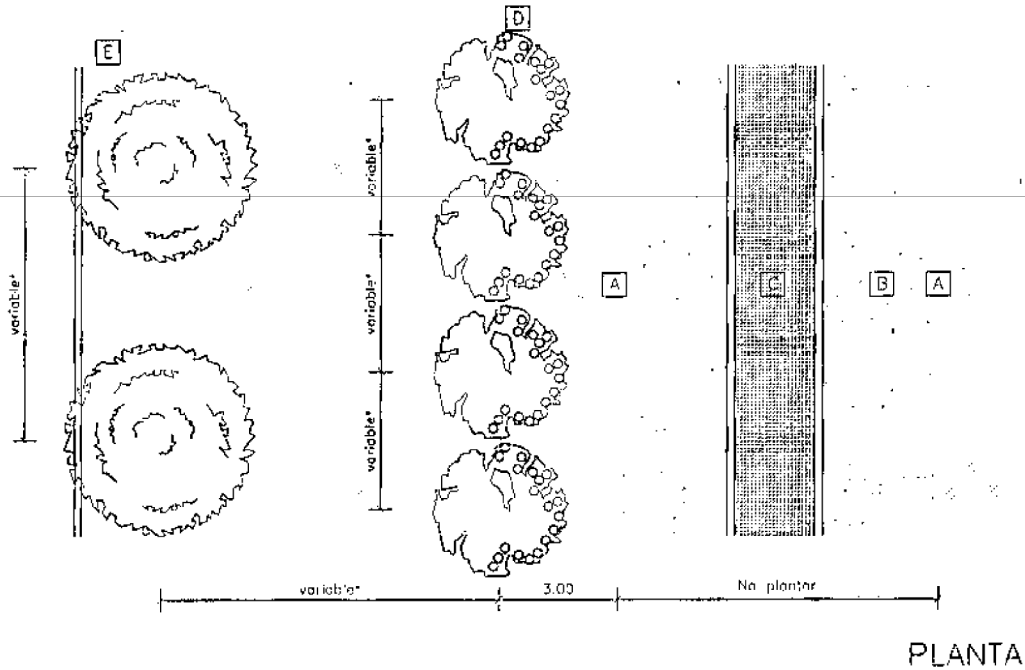 D
E
variable*
variable*
variable*
variable*
A
C
B
A
variable*
3.00
No plantar
PLANTA